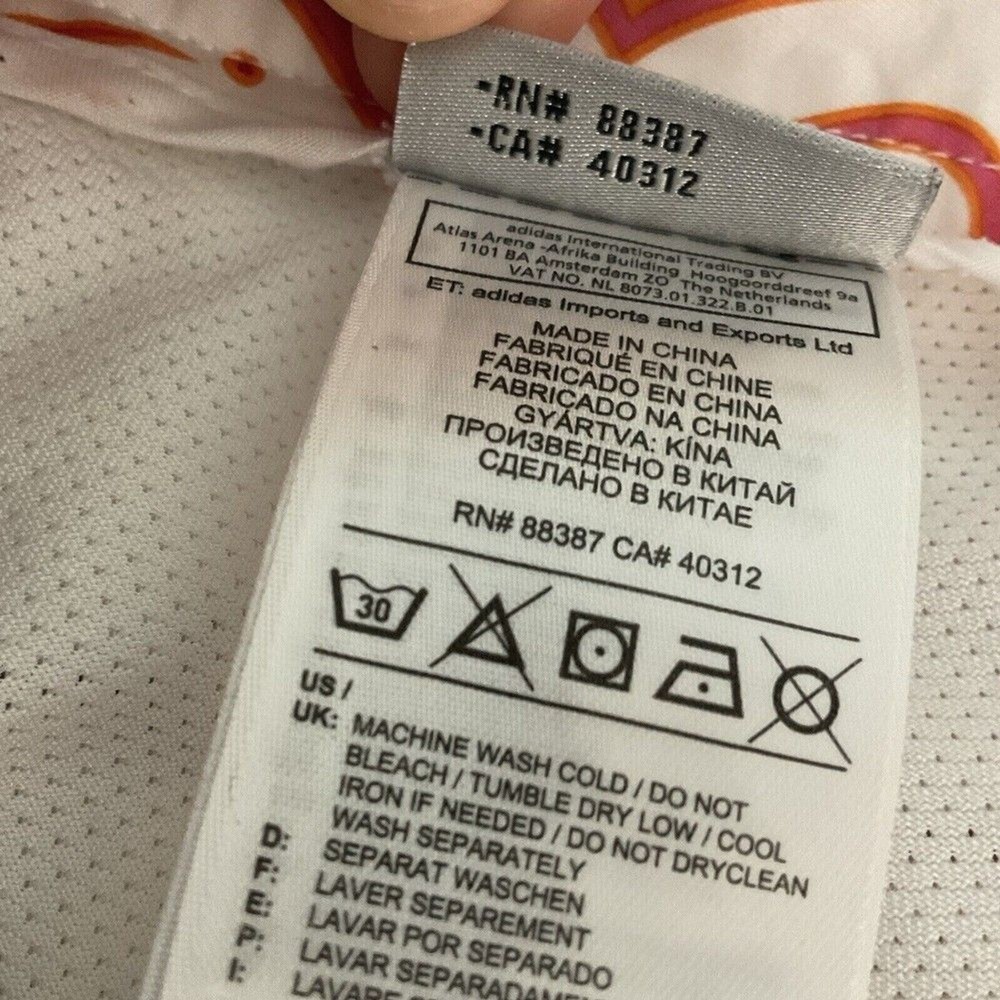 -RN# 88387
-CA# 40312
adidas International Trading BV
Atlas Arena -Afrika Building Hoogoorddreef 9a
1101 BA Amsterdam ZO The Netherlands
VAT NO. NL 8073.01.322.B.01
ET: adidas Imports and Exports Ltd
MADE IN CHINA
FABRIQUÉ EN CHINE
FABRICADO EN CHINA
FABRICADO NA CHINA
GYÁRTVA: KÍNA
ПРОИЗВЕДЕНО В КИТАЙ
СДЕЛАНО В КИТАЕ
RN# 88387 CA# 40312
30
US /
UK: MACHINE WASH COLD / DO NOT
BLEACH / TUMBLE DRY LOW / COOL
IRON IF NEEDED / DO NOT DRYCLEAN
WASH SEPARATELY
D: SEPARAT WASCHEN
F: LAVER SEPAREMENT
E: LAVAR POR SEPARADO
P: LAVAR SEPARADAMENTE
I: LAVARE